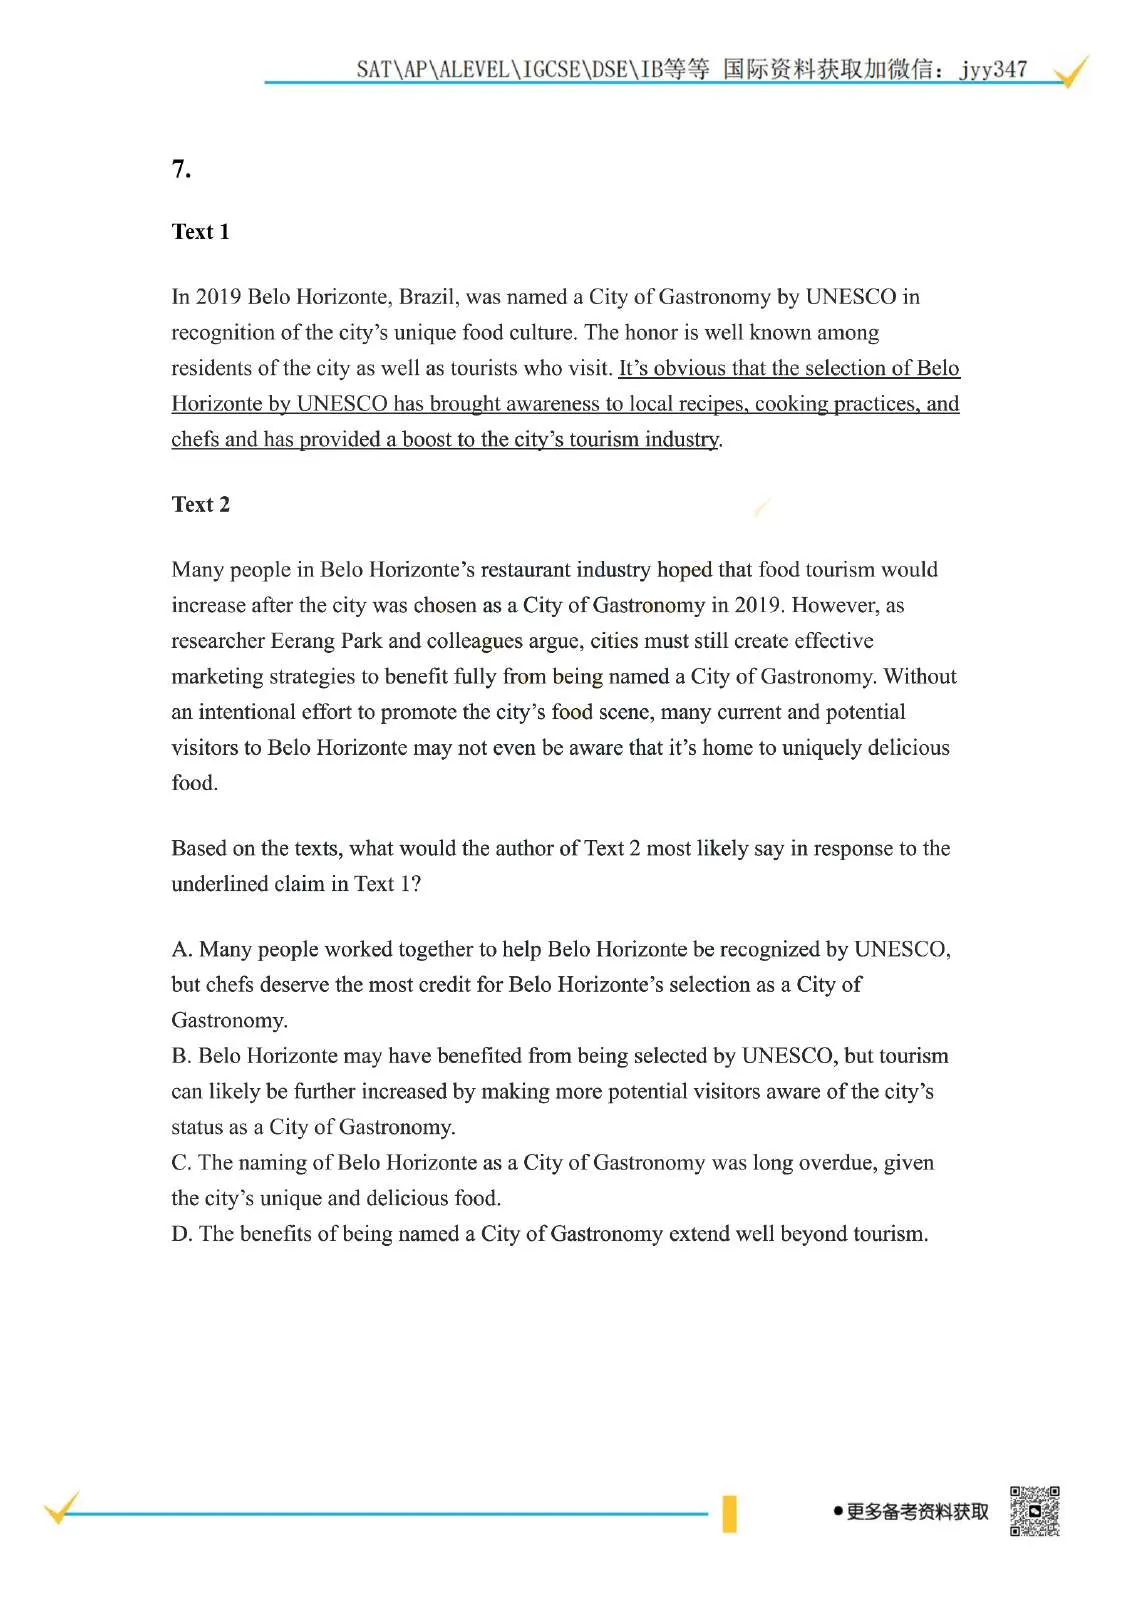 SAT\AP\ALEVEL\IGCSE\DSE\IB等等 国际资料获取加微信：jyy347
7.
Text 1
In 2019 Belo Horizonte, Brazil, was named a City of Gastronomy by UNESCO in
recognition of the city’s unique food culture. The honor is well known among
residents of the city as well as tourists who visit. It’s obvious that the selection of Belo
Horizonte by UNESCO has brought awareness to local recipes, cooking practices, and
chefs and has provided a boost to the city’s tourism industry.
Text 2
Many people in Belo Horizonte’s restaurant industry hoped that food tourism would
increase after the city was chosen as a City of Gastronomy in 2019. However, as
researcher Eerang Park and colleagues argue, cities must still create effective
marketing strategies to benefit fully from being named a City of Gastronomy. Without
an intentional effort to promote the city’s food scene, many current and potential
visitors to Belo Horizonte may not even be aware that it’s home to uniquely delicious
food.
Based on the texts, what would the author of Text 2 most likely say in response to the
underlined claim in Text 1?
A. Many people worked together to help Belo Horizonte be recognized by UNESCO,
but chefs deserve the most credit for Belo Horizonte’s selection as a City of
Gastronomy.
B. Belo Horizonte may have benefited from being selected by UNESCO, but tourism
can likely be further increased by making more potential visitors aware of the city’s
status as a City of Gastronomy.
C. The naming of Belo Horizonte as a City of Gastronomy was long overdue, given
the city’s unique and delicious food.
D. The benefits of being named a City of Gastronomy extend well beyond tourism.
●更多备考资料获取